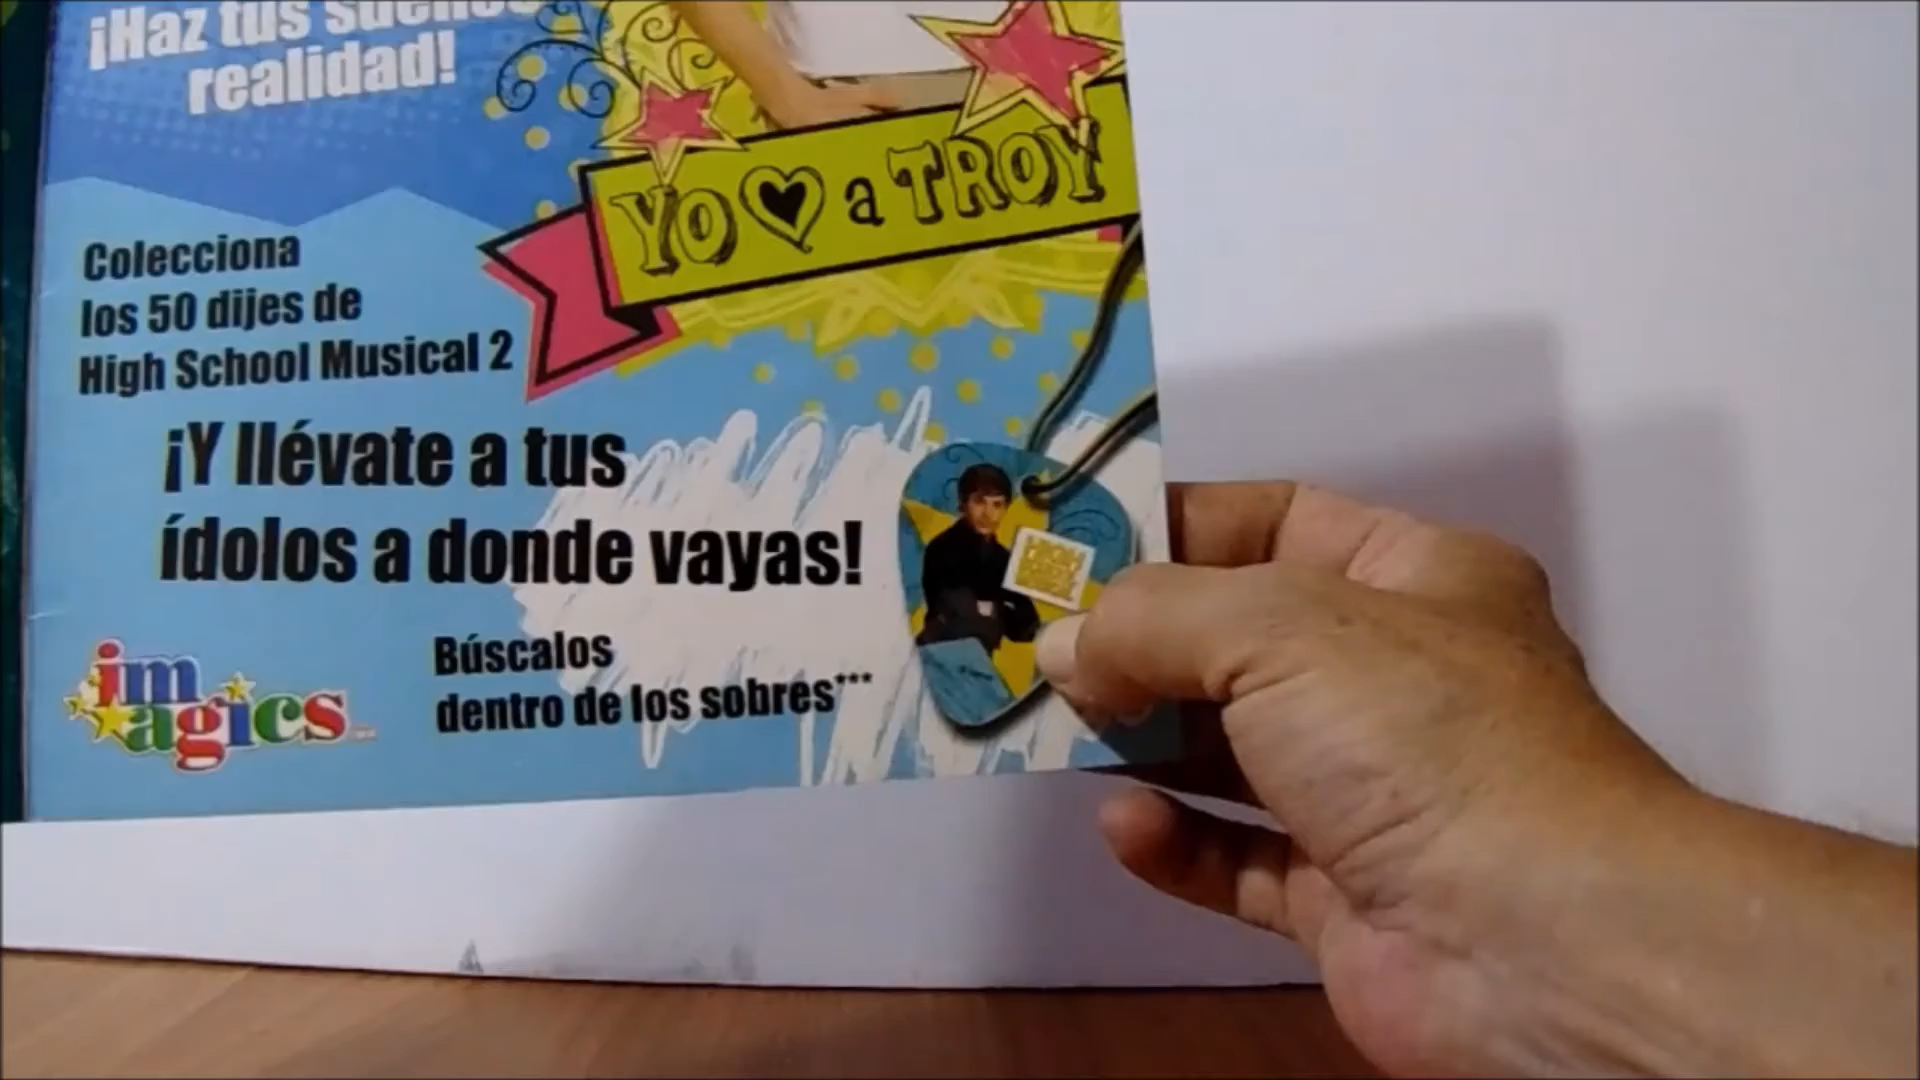 ¡Haz tus sueños
realidad!
YO a TROY
Colecciona
los 50 dijes de
High School Musical 2
¡Y llévate a tus
ídolos a donde vayas!
Búscalos
dentro de los sobres***
imagics